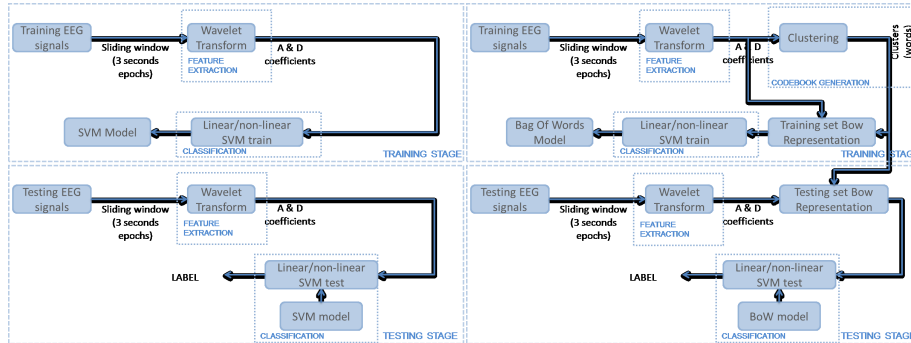 Training EEG
signals
Sliding window
(3 seconds
epochs)
Wavelet
Transform
FEATURE
EXTRACTION
A & D
coefficients
SVM Model
Linear/non-linear
SVM train
CLASSIFICATION
TRAINING STAGE
Training EEG
signals
Sliding window
(3 seconds
epochs)
Wavelet
Transform
FEATURE
EXTRACTION
A & D
coefficients
Clustering
CODEBOOK GENERATION
Clusters
(words)
Bag Of Words
Model
Linear/non-linear
SVM train
CLASSIFICATION
Training set Bow
Representation
TRAINING STAGE
Testing EEG
signals
Sliding window
(3 seconds
epochs)
Wavelet
Transform
FEATURE
EXTRACTION
A & D
coefficients
LABEL
Linear/non-linear
SVM test
SVM model
CLASSIFICATION
TESTING STAGE
Testing EEG
signals
Sliding window
(3 seconds
epochs)
Wavelet
Transform
FEATURE
EXTRACTION
A & D
coefficients
Testing set Bow
Representation
LABEL
Linear/non-linear
SVM test
BoW model
CLASSIFICATION
TESTING STAGE